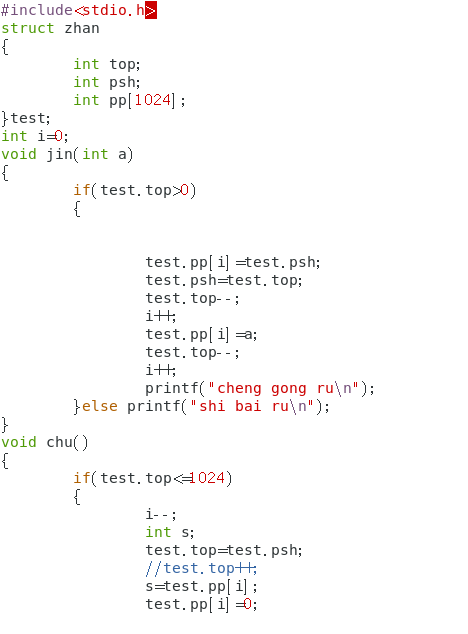 #include<stdio.h>
struct zhan
{
        int top;
        int psh;
        int pp[1024];
}test;
int i=0;
void jin(int a)
{
        if(test.top>0)
        {
                test.pp[i]=test.psh;
                test.psh=test.top;
                test.top--;
                i++;
                test.pp[i]=a;
                test.top--;
                i++;
                printf("cheng gong ru\n");
        }else printf("shi bai ru\n");
}
void chu()
{
        if(test.top<=1024)
        {
                i--;
                int s;
                test.top=test.psh;
                //test.top++;
                s=test.pp[i];
                test.pp[i]=0;